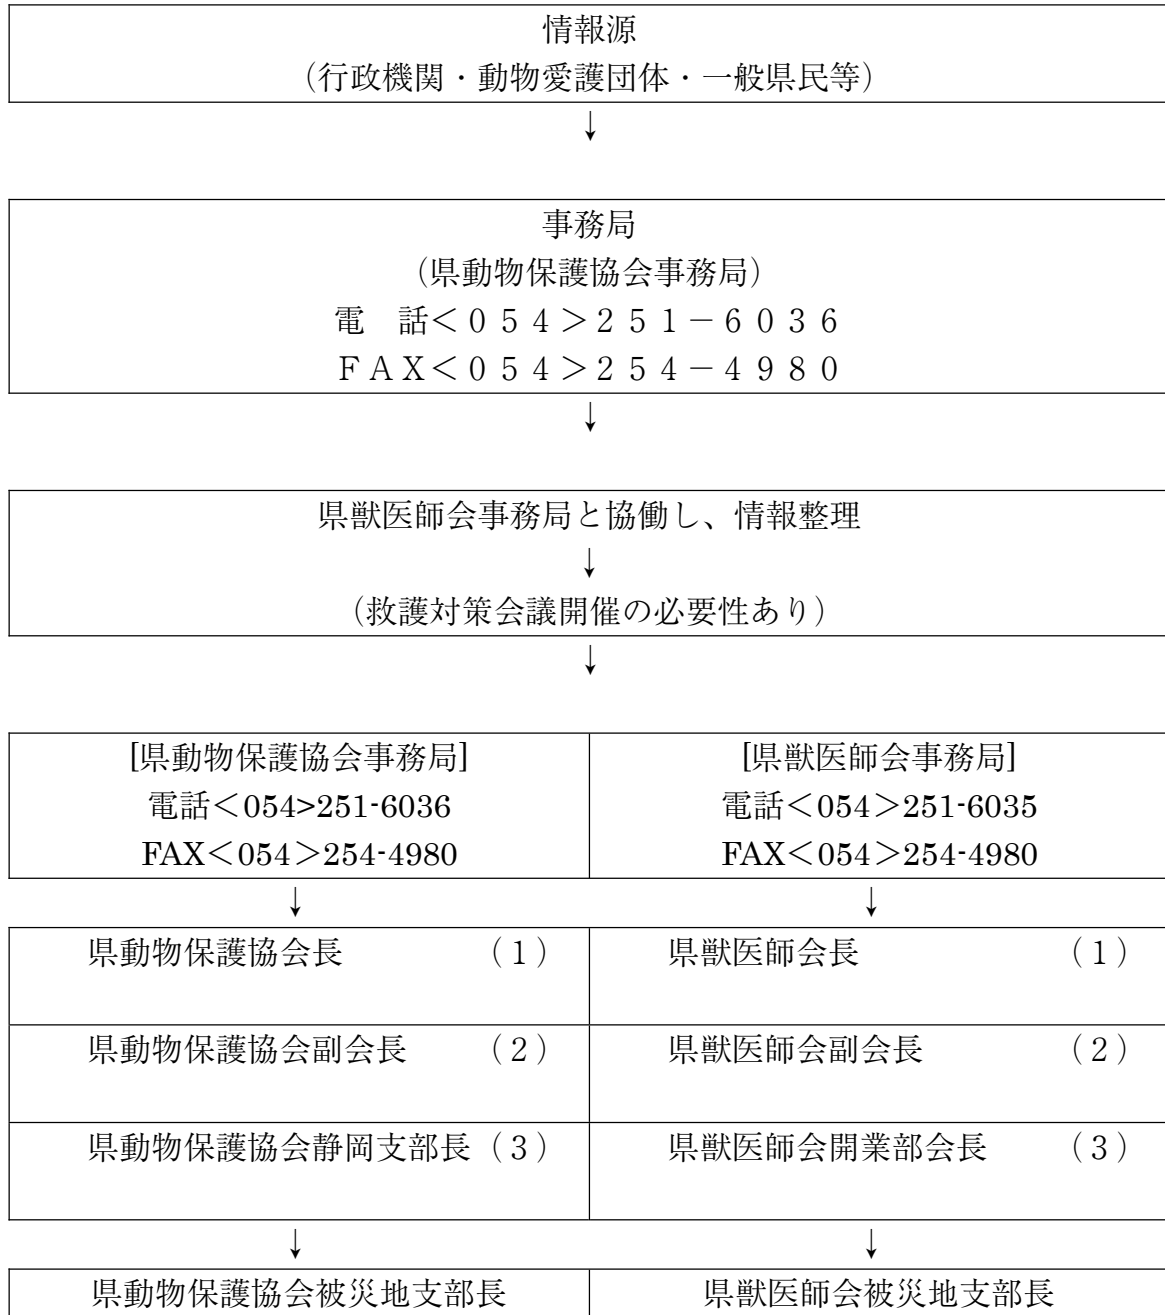 情報源
（行政機関・動物愛護団体・一般県民等）
↓
事務局
（県動物保護協会事務局）
電　話＜０５４＞２５１－６０３６
ＦＡＸ＜０５４＞２５４－４９８０
↓
県獣医師会事務局と協働し、情報整理
↓
（救護対策会議開催の必要性あり）
↓
[県動物保護協会事務局]　[県獣医師会事務局]
電話＜054>251-6036　電話＜054＞251-6035
FAX＜054＞254-4980　FAX＜054＞254-4980
↓　↓
県動物保護協会長　（１）　県獣医師会長　（１）
県動物保護協会副会長　（２）　県獣医師会副会長　（２）
県動物保護協会静岡支部長（３）　県獣医師会開業部会長　（３）
↓　↓
県動物保護協会被災地支部長　県獣医師会被災地支部長